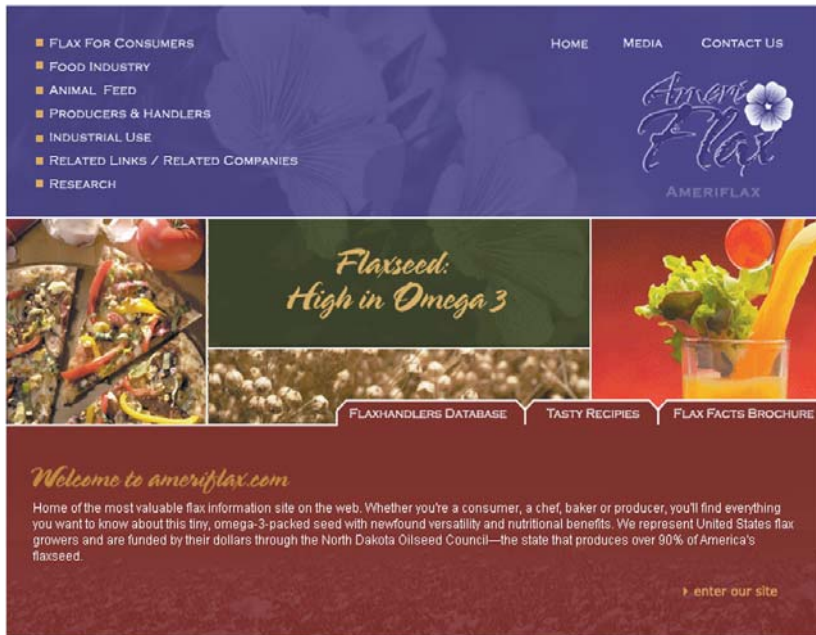 FLAX FOR CONSUMERS
FOOD INDUSTRY
ANIMAL FEED
PRODUCERS & HANDLERS
INDUSTRIAL USE
RELATED LINKS / RELATED COMPANIES
RESEARCH
HOME MEDIA CONTACT US
Ameri
Flax
AMERIFLAX
Flaxseed:
High in Omega 3
FLAXHANDLERS DATABASE TASTY RECIPIES FLAX FACTS BROCHURE
Welcome to ameriflax.com
Home of the most valuable flax information site on the web. Whether you're a consumer, a chef, baker or producer, you'll find everything
you want to know about this tiny, omega-3-packed seed with newfound versatility and nutritional benefits. We represent United States flax
growers and are funded by their dollars through the North Dakota Oilseed Council—the state that produces over 90% of America's
flaxseed.
enter our site